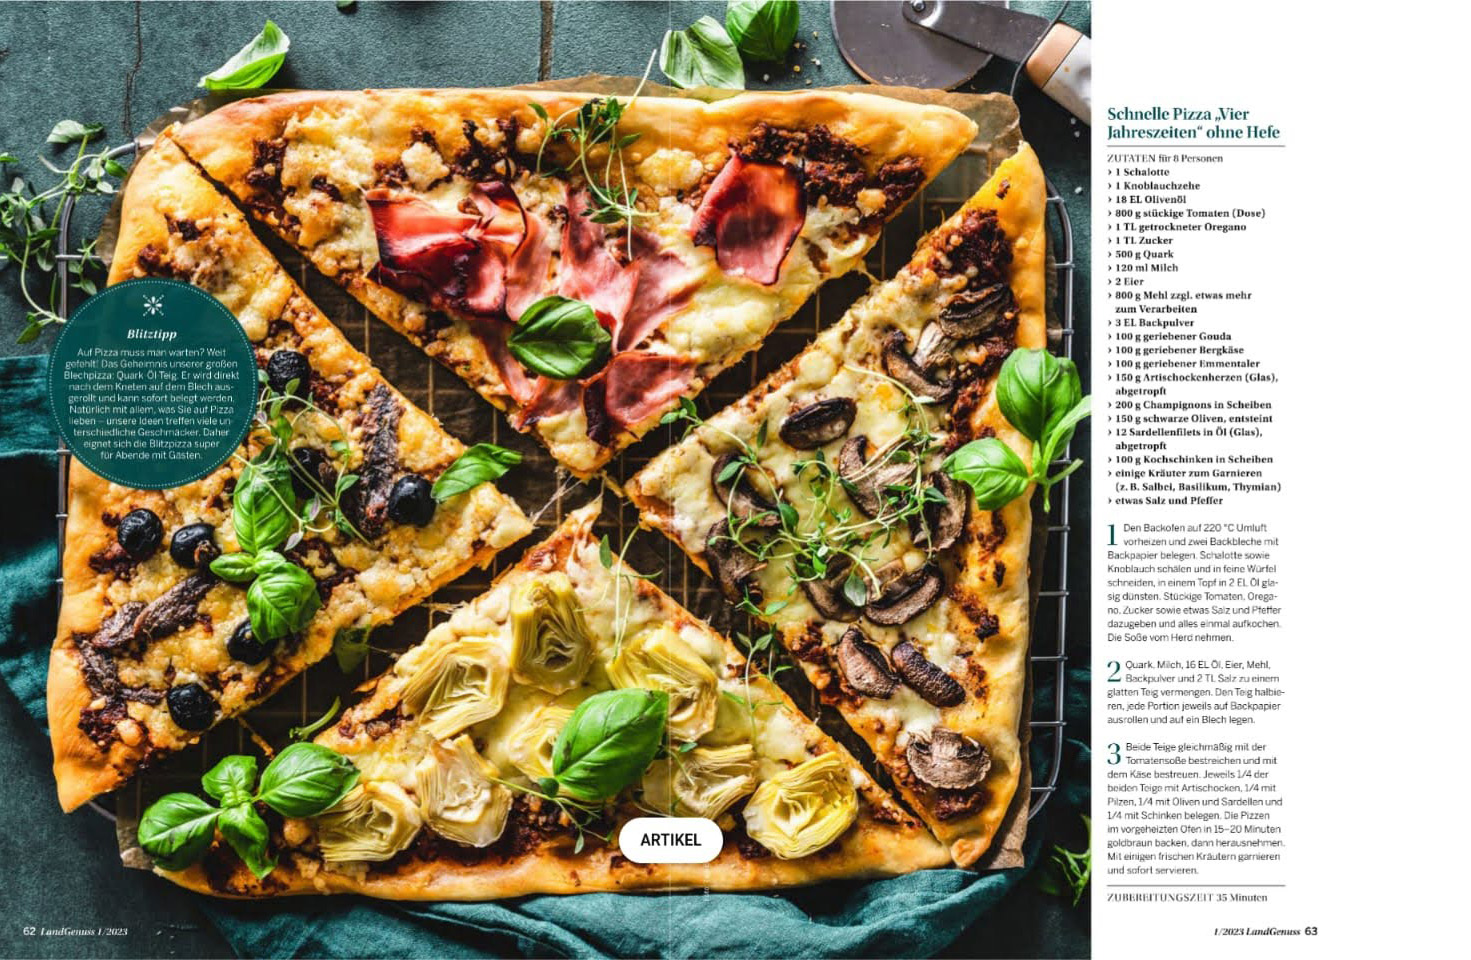 Blitztipp
Auf Pizza muss man warten? Weit
gefehlt! Das Geheimnis unserer großen
Blechpizza: Quark-Öl-Teig. Er wird direkt
nach dem Kneten auf dem Blech aus-
gerollt und kann sofort belegt werden.
Natürlich mit allem, was Sie auf Pizza
lieben – unsere Ideen treffen viele un-
terschiedliche Geschmäcker. Daher
eignet sich die Blitzpizza super
für Abende mit Gästen.
ARTIKEL
62 LandGenuss 1/2023
Schnelle Pizza „Vier
Jahreszeiten“ ohne Hefe
ZUTATEN für 8 Personen
› 1 Schalotte
› 1 Knoblauchzehe
› 18 EL Olivenöl
› 800 g stückige Tomaten (Dose)
› 1 TL getrockneter Oregano
› 1 TL Zucker
› 500 g Quark
› 120 ml Milch
› 2 Eier
› 800 g Mehl zzgl. etwas mehr
zum Verarbeiten
› 3 EL Backpulver
› 100 g geriebener Gouda
› 100 g geriebener Bergkäse
› 100 g geriebener Emmentaler
› 150 g Artischockenherzen (Glas),
abgetropft
› 200 g Champignons in Scheiben
› 150 g schwarze Oliven, entsteint
› 12 Sardellenfilets in Öl (Glas),
abgetropft
› 100 g Kochschinken in Scheiben
› einige Kräuter zum Garnieren
(z. B. Salbei, Basilikum, Thymian)
› etwas Salz und Pfeffer
1 Den Backofen auf 220 °C Umluft
vorheizen und zwei Backbleche mit
Backpapier belegen. Schalotte sowie
Knoblauch schälen und in feine Würfel
schneiden, in einem Topf in 2 EL Öl gla-
sig dünsten. Stückige Tomaten, Orega-
no, Zucker sowie etwas Salz und Pfeffer
dazugeben und alles einmal aufkochen.
Die Soße vom Herd nehmen.
2 Quark, Milch, 16 EL Öl, Eier, Mehl,
Backpulver und 2 TL Salz zu einem
glatten Teig vermengen. Den Teig halbie-
ren, jede Portion jeweils auf Backpapier
ausrollen und auf ein Blech legen.
3 Beide Teige gleichmäßig mit der
Tomatensoße bestreichen und mit
dem Käse bestreuen. Jeweils 1/4 der
beiden Teige mit Artischocken, 1/4 mit
Pilzen, 1/4 mit Oliven und Sardellen und
1/4 mit Schinken belegen. Die Pizzen
im vorgeheizten Ofen in 15–20 Minuten
goldbraun backen, dann herausnehmen.
Mit einigen frischen Kräutern garnieren
und sofort servieren.
ZUBEREITUNGSZEIT 35 Minuten
1/2023 LandGenuss 63